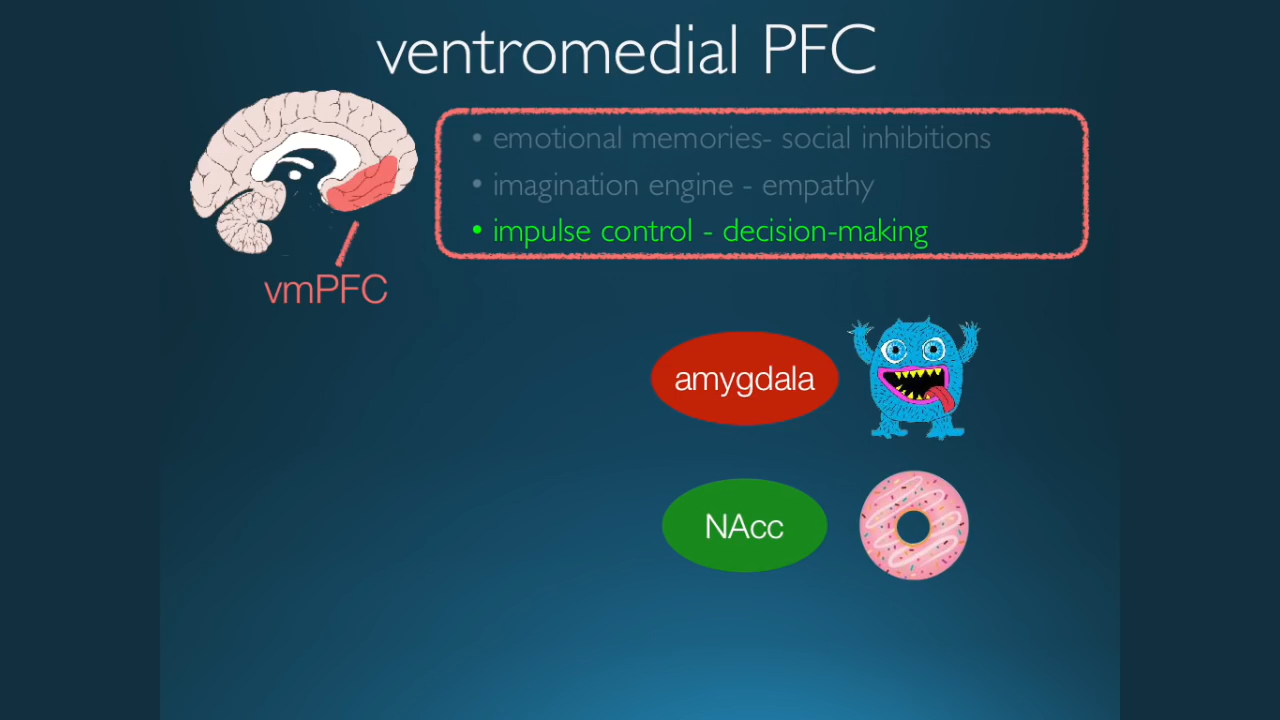 ventromedial PFC
• emotional memories- social inhibitions
• imagination engine - empathy
• impulse control - decision-making
vmPFC
amygdala
NAcc